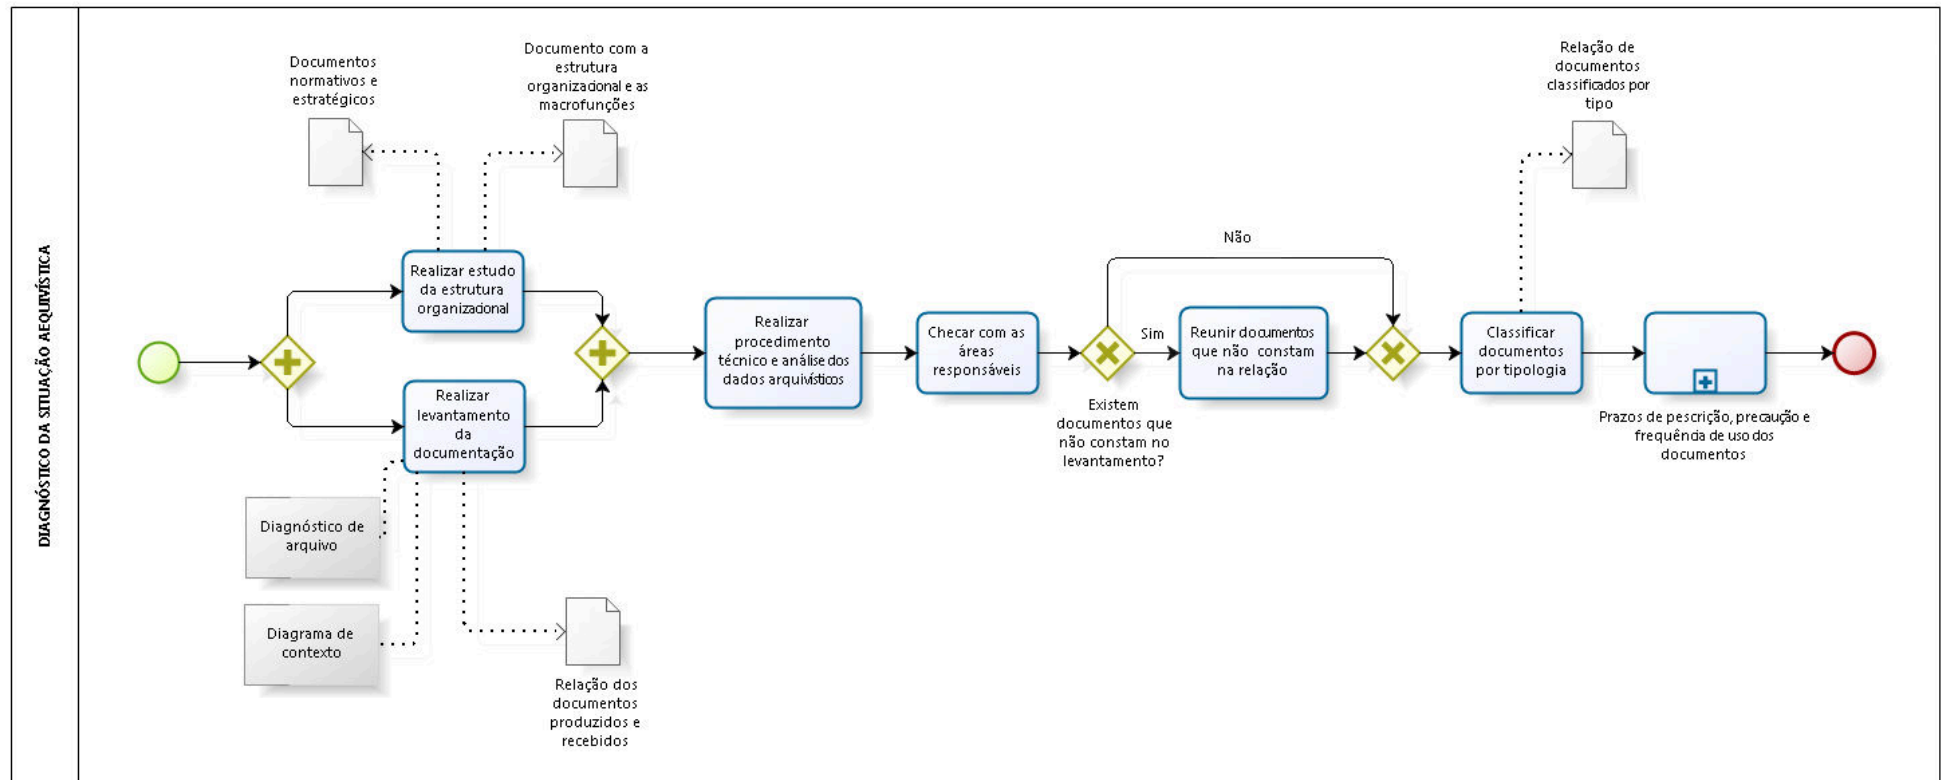 DIAGNÓSTICO DA SITUAÇÃO AEQUIVÍSTICA
Documentos
normativos e
estratégicos
Documento com a
estrutura
organizacional e as
macrofunções
Realizar estudo
da estrutura
organizacional
Realizar
levantamento
da
documentação
Diagnóstico de
arquivo
Diagrama de
contexto
Relação dos
documentos
produzidos e
recebidos
Realizar
procedimento
técnico e análise dos
dados arquivísticos
Checar com as
áreas
responsáveis
Existem
documentos que
não constam no
levantamento?
Não
Sim
Reunir documentos
que não constam
na relação
Relação de
documentos
classificados por
tipo
Classificar
documentos
por tipologia
Prazos de pescrição, precaução e
frequência de uso dos
documentos